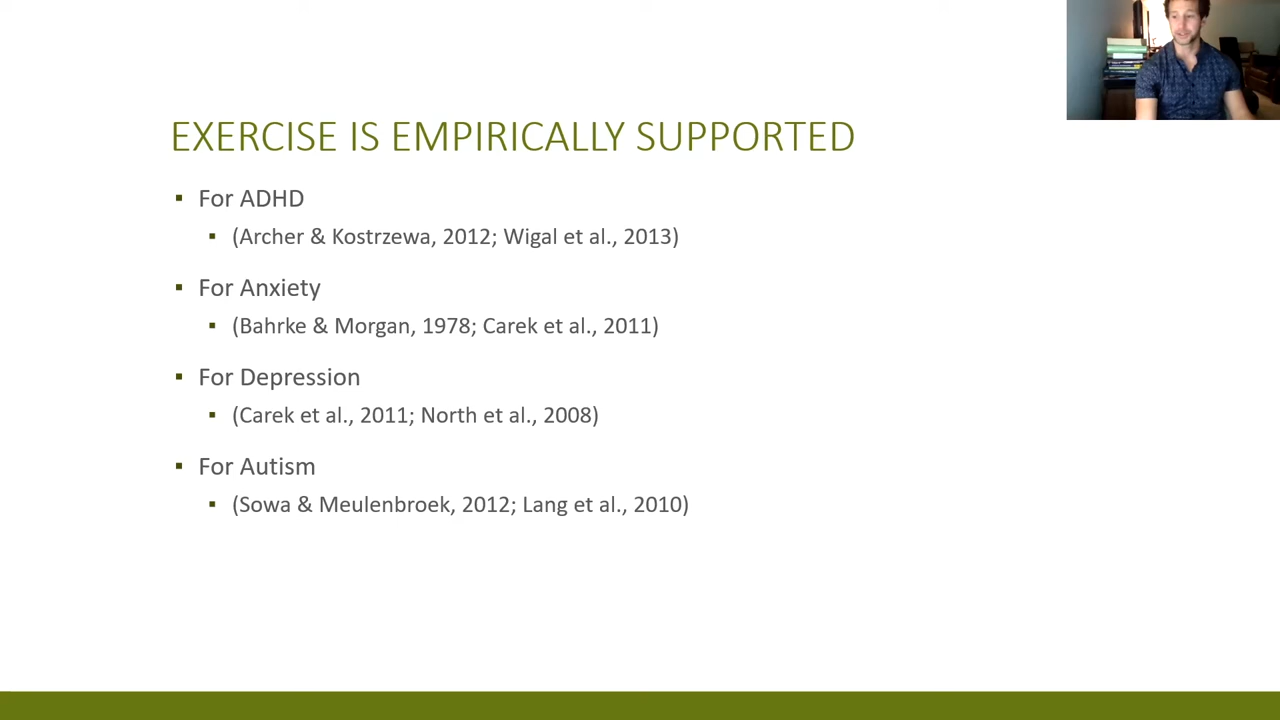 EXERCISE IS EMPIRICALLY SUPPORTED
▪ For ADHD
▪ (Archer & Kostrzewa, 2012; Wigal et al., 2013)
▪ For Anxiety
▪ (Bahrke & Morgan, 1978; Carek et al., 2011)
▪ For Depression
▪ (Carek et al., 2011; North et al., 2008)
▪ For Autism
▪ (Sowa & Meulenbroek, 2012; Lang et al., 2010)